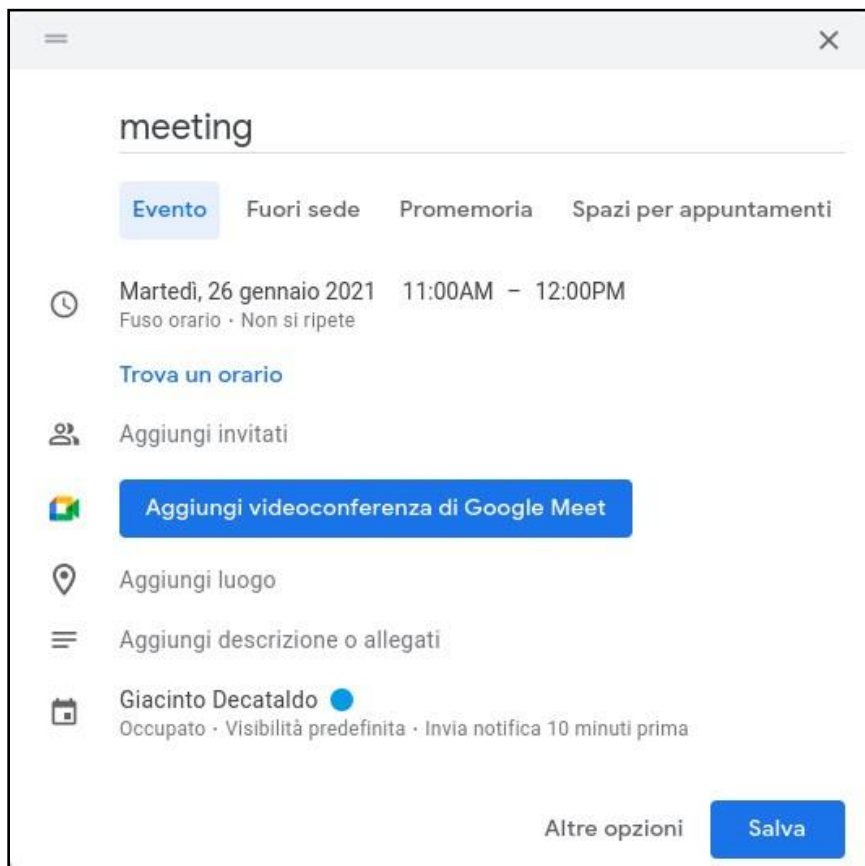 meeting
Evento Fuori sede Promemoria Spazi per appuntamenti
Martedì, 26 gennaio 2021 11:00AM – 12:00PM
Fuso orario · Non si ripete
Trova un orario
Aggiungi invitati
Aggiungi videoconferenza di Google Meet
Aggiungi luogo
Aggiungi descrizione o allegati
Giacinto Decataldo
Occupato · Visibilità predefinita · Invia notifica 10 minuti prima
Altre opzioni Salva